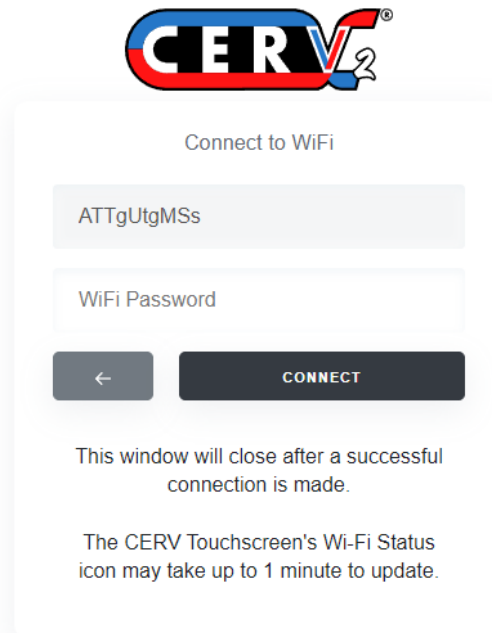 CERV2®
Connect to WiFi
ATTgUtgMSs
WiFi Password
← CONNECT
This window will close after a successful
connection is made.
The CERV Touchscreen's Wi-Fi Status
icon may take up to 1 minute to update.